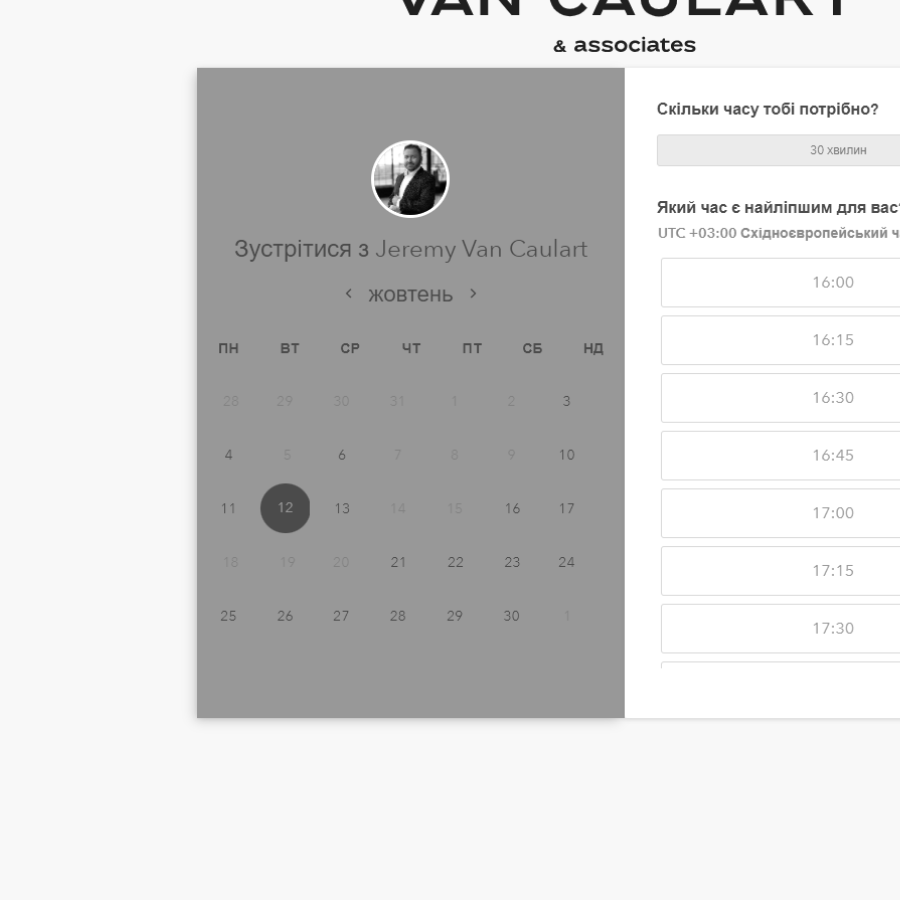 VAN CAULART
& associates
Зустрітися з Jeremy Van Caulart
жовтень
ПН ВТ СР ЧТ ПТ СБ НД
28 29 30 31 1 2 3
4 5 6 7 8 9 10
11 12 13 14 15 16 17
18 19 20 21 22 23 24
25 26 27 28 29 30 1
Скільки часу тобі потрібно?
30 хвилин
Який час є найліпшим для вас
UTC +03:00 Східноєвропейський
16:00
16:15
16:30
16:45
17:00
17:15
17:30